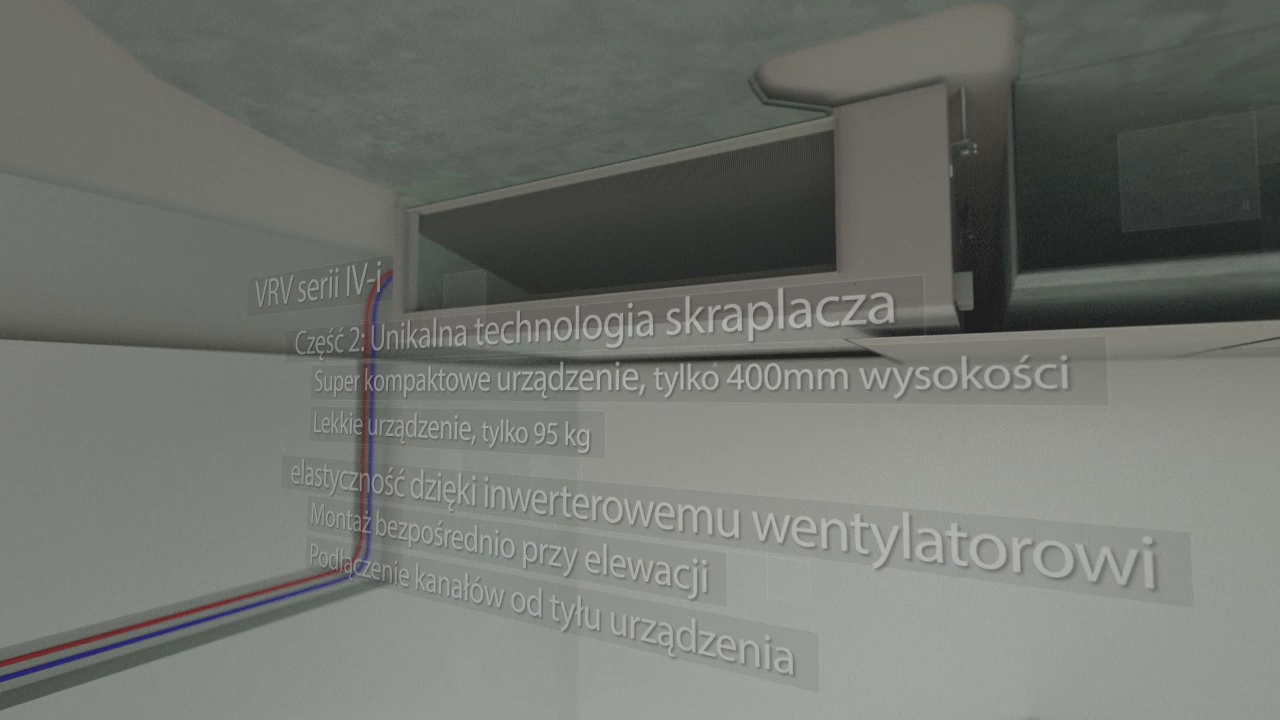 VRV serii IV-i
Część 2: Unikalna technologia skraplacza
Super kompaktowe urządzenie, tylko 400mm wysokości
Lekkie urządzenie, tylko 95 kg
elastyczność dzięki inwerterowemu wentylatorowi
Montaż bezpośrednio przy elewacji
Podłączenie kanałów od tyłu urządzenia